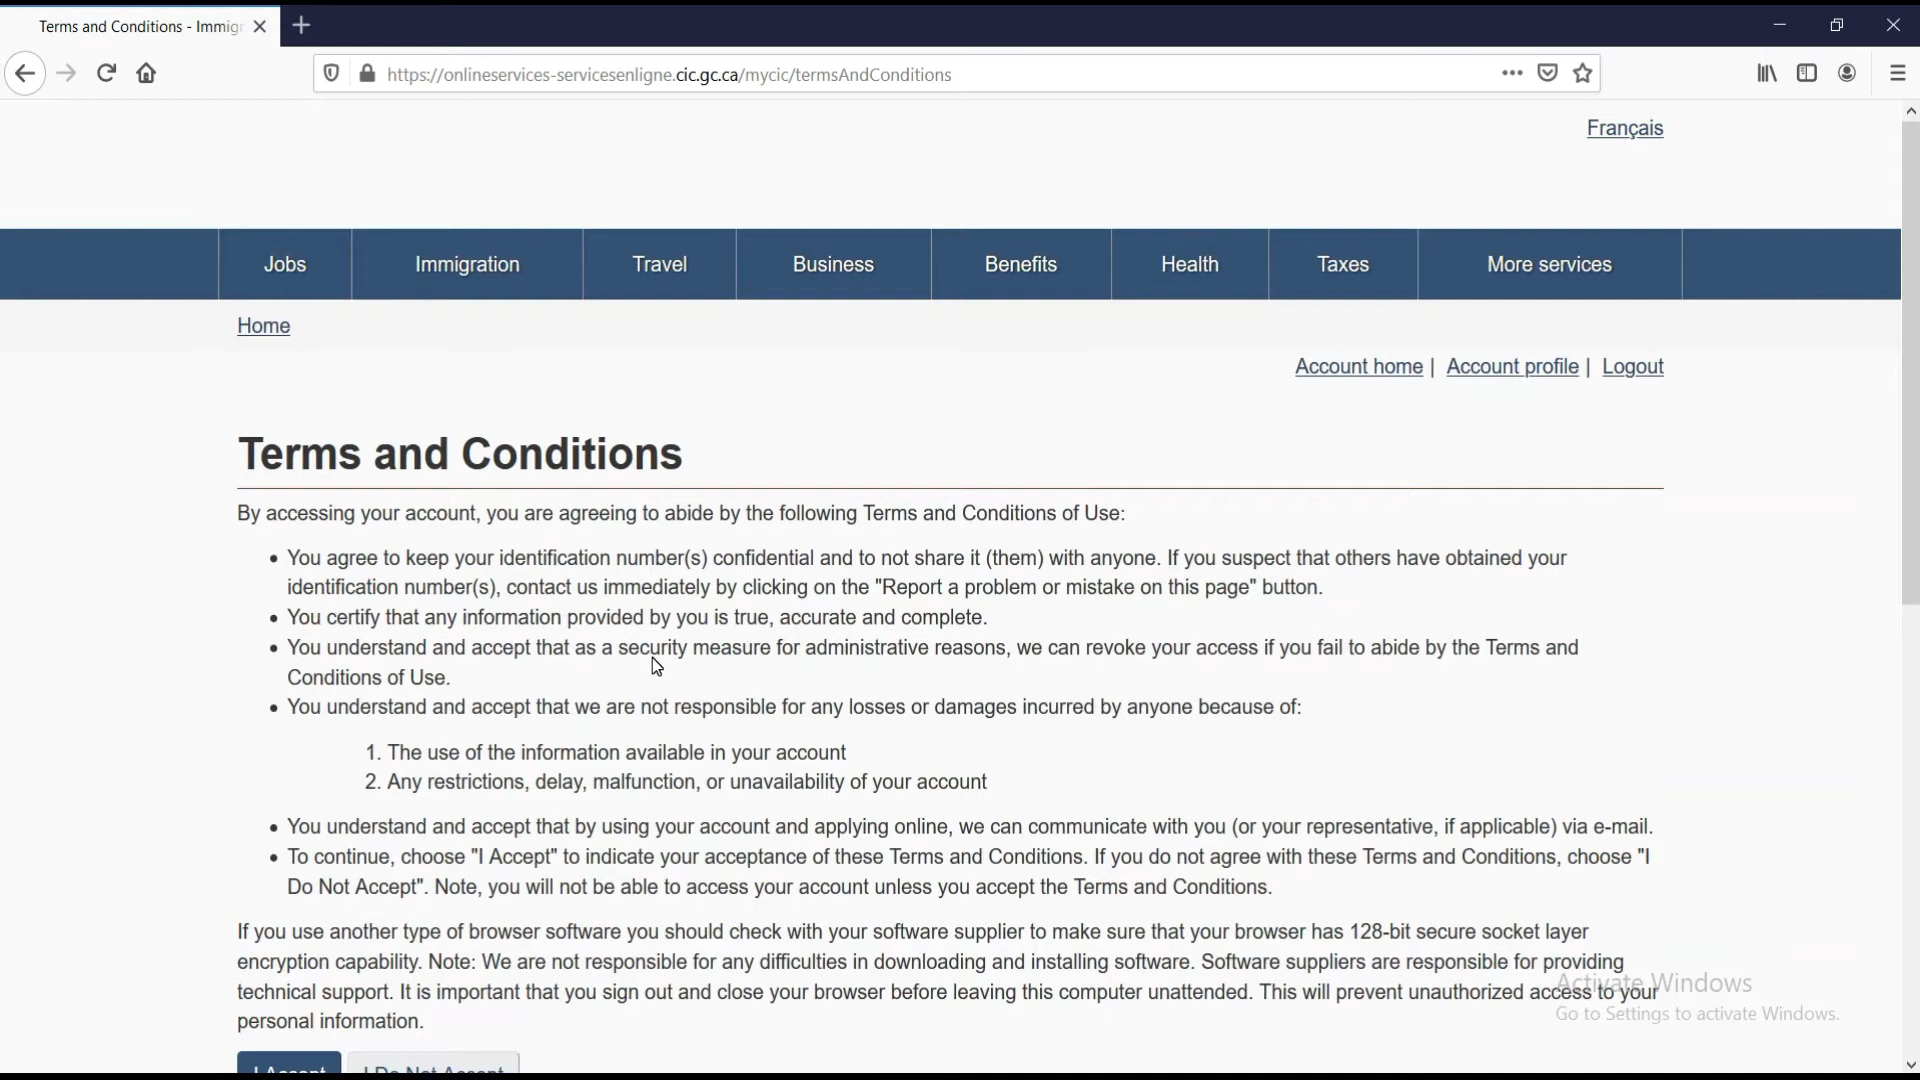 Terms and Conditions - Immig
https://onlineservices-servicesenligne.cic.gc.ca/mycic/termsAndConditions
Français
Jobs
Immigration
Travel
Business
Benefits
Health
Taxes
More services
Home
Account home | Account profile | Logout
Terms and Conditions
By accessing your account, you are agreeing to abide by the following Terms and Conditions of Use:
• You agree to keep your identification number(s) confidential and to not share it (them) with anyone. If you suspect that others have obtained your
identification number(s), contact us immediately by clicking on the "Report a problem or mistake on this page" button.
• You certify that any information provided by you is true, accurate and complete.
• You understand and accept that as a security measure for administrative reasons, we can revoke your access if you fail to abide by the Terms and
Conditions of Use.
• You understand and accept that we are not responsible for any losses or damages incurred by anyone because of:
1. The use of the information available in your account
2. Any restrictions, delay, malfunction, or unavailability of your account
• You understand and accept that by using your account and applying online, we can communicate with you (or your representative, if applicable) via e-mail.
• To continue, choose "I Accept" to indicate your acceptance of these Terms and Conditions. If you do not agree with these Terms and Conditions, choose "I
Do Not Accept". Note, you will not be able to access your account unless you accept the Terms and Conditions.
If you use another type of browser software you should check with your software supplier to make sure that your browser has 128-bit secure socket layer
encryption capability. Note: We are not responsible for any difficulties in downloading and installing software. Software suppliers are responsible for providing
technical support. It is important that you sign out and close your browser before leaving this computer unattended. This will prevent unauthorized access to your
personal information.
Activate Windows
Go to Settings to activate Windows.
I Accept
I Do Not Accept